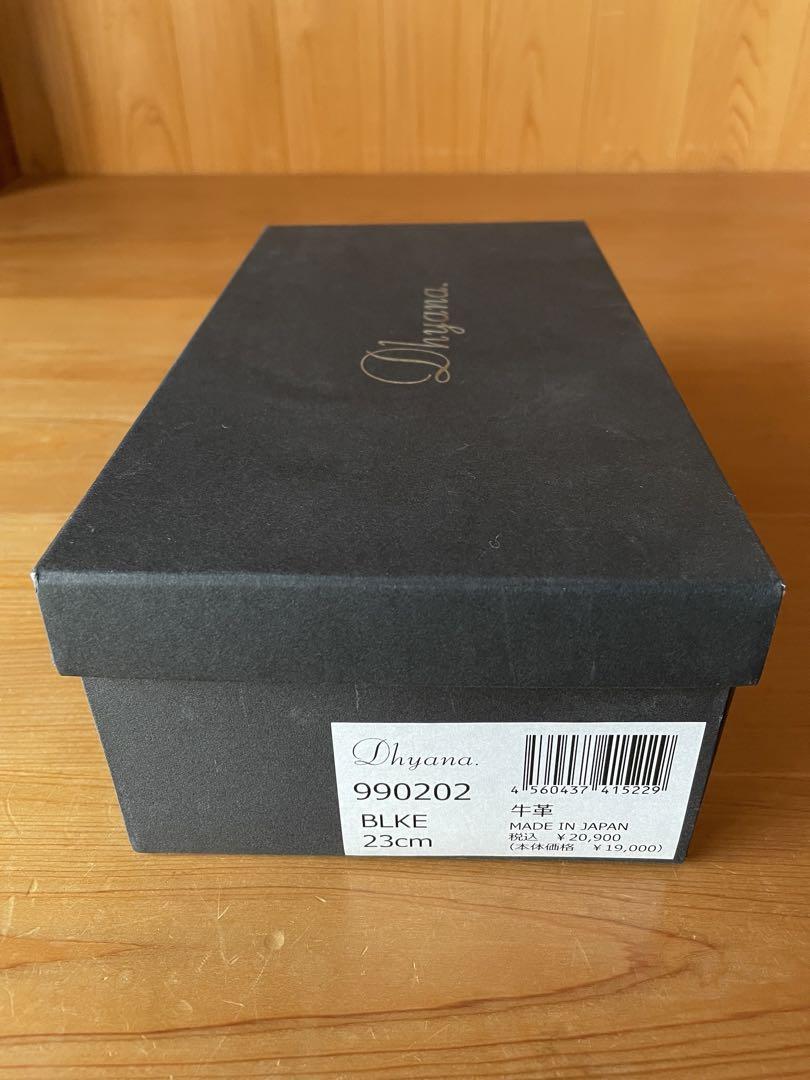 Dhyana.
Dhyana.
990202
BLKE
23cm
4 560437 415229
牛革
MADE IN JAPAN
税込 ¥20,900
(本体価格 ¥19,000)